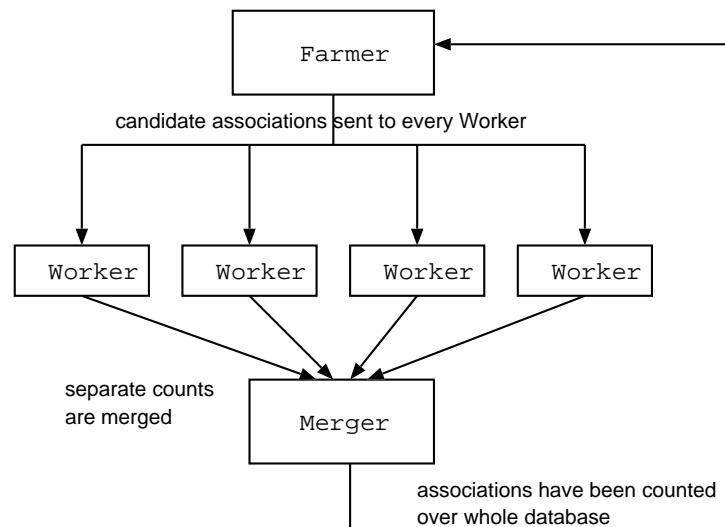 Farmer
candidate associations sent to every Worker
Worker
Worker
Worker
Worker
separate counts
are merged
Merger
associations have been counted
over whole database